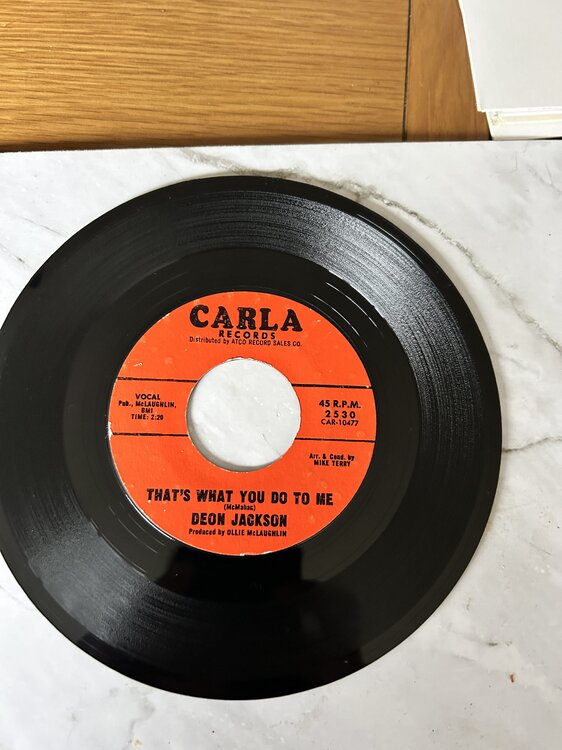 CARLA
RECORDS
Distributed by ATCO RECORD SALES CO.
VOCAL
Pub., McLAUGHLIN,
BMI
TIME: 2:20
45 R.P.M.
2530
CAR-10477
Arr. & Cond. by
MIKE TERRY
THAT'S WHAT YOU DO TO ME
(McMahan)
DEON JACKSON
Produced by OLLIE McLAUGHLIN